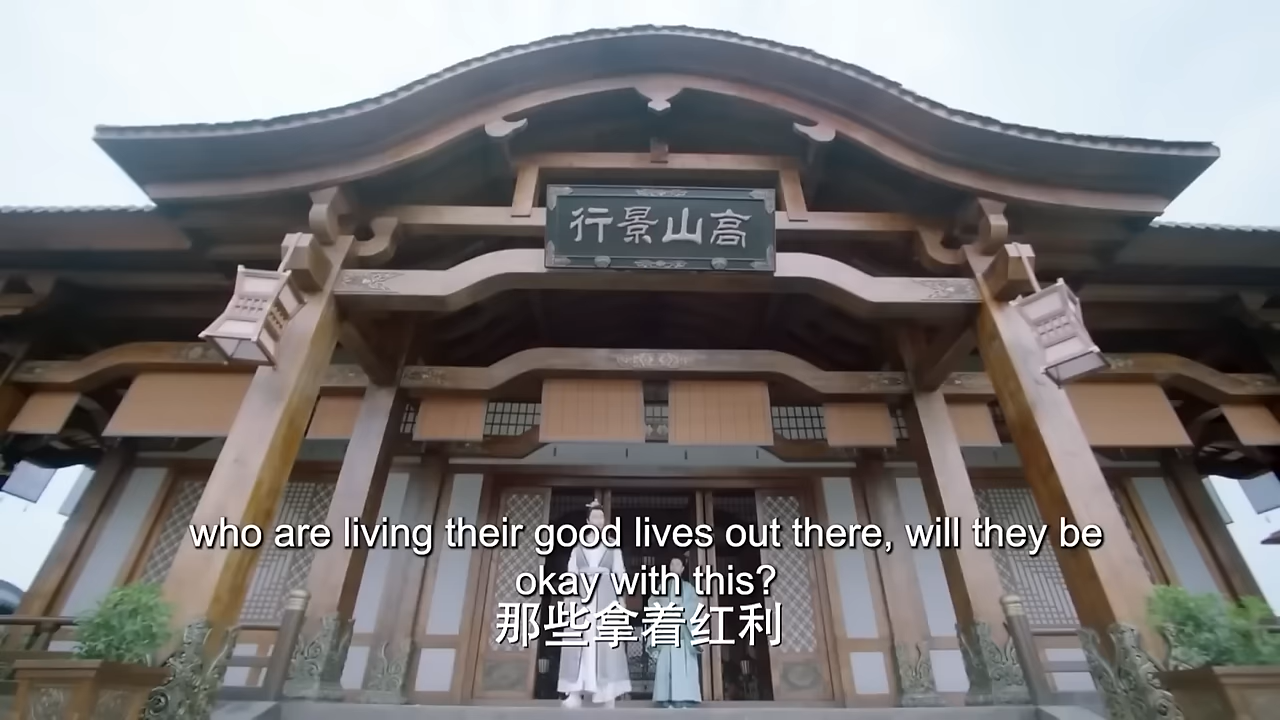 高山景行
who are living their good lives out there, will they be
okay with this?
那些拿着红利